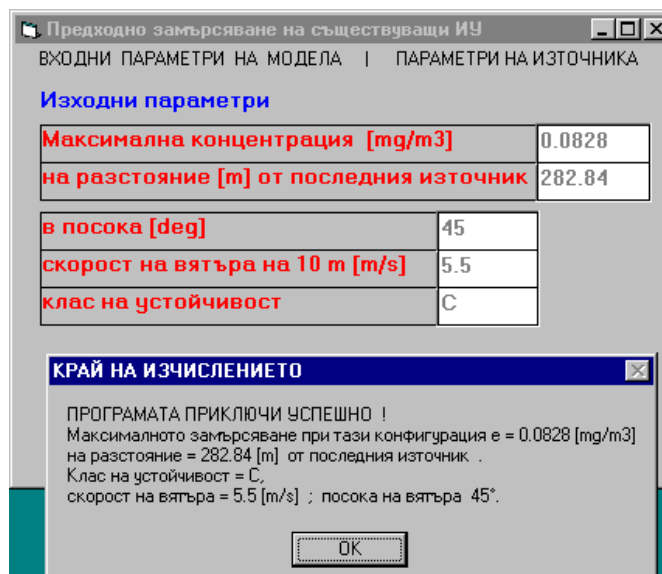 Предходно замърсяване на съществуващи ИУ
ВХОДНИ ПАРАМЕТРИ НА МОДЕЛА | ПАРАМЕТРИ НА ИЗТОЧНИКА
Изходни параметри
Максимална концентрация [mg/m3] 0.0828
на разстояние [m] от последния източник 282.84
в посока [deg] 45
скорост на вятъра на 10 m [m/s] 5.5
клас на устойчивост C
КРАЙ НА ИЗЧИСЛЕНИЕТО
ПРОГРАМАТА ПРИКЛЮЧИ УСПЕШНО !
Максималното замърсяване при тази конфигурация е = 0.0828 [mg/m3]
на разстояние = 282.84 [m] от последния източник .
Клас на устойчивост = C,
скорост на вятъра = 5.5 [m/s] ; посока на вятъра 45°.
OK